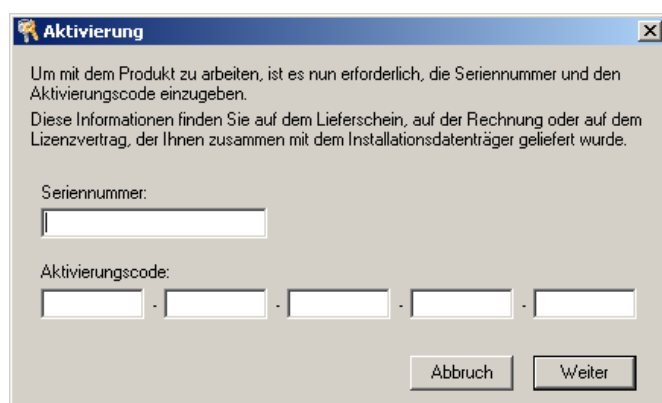 Aktivierung
Um mit dem Produkt zu arbeiten, ist es nun erforderlich, die Seriennummer und den
Aktivierungscode einzugeben.
Diese Informationen finden Sie auf dem Lieferschein, auf der Rechnung oder auf dem
Lizenzvertrag, der Ihnen zusammen mit dem Installationsdatenträger geliefert wurde.
Seriennummer:
Aktivierungscode:
- - - -
Abbruch Weiter